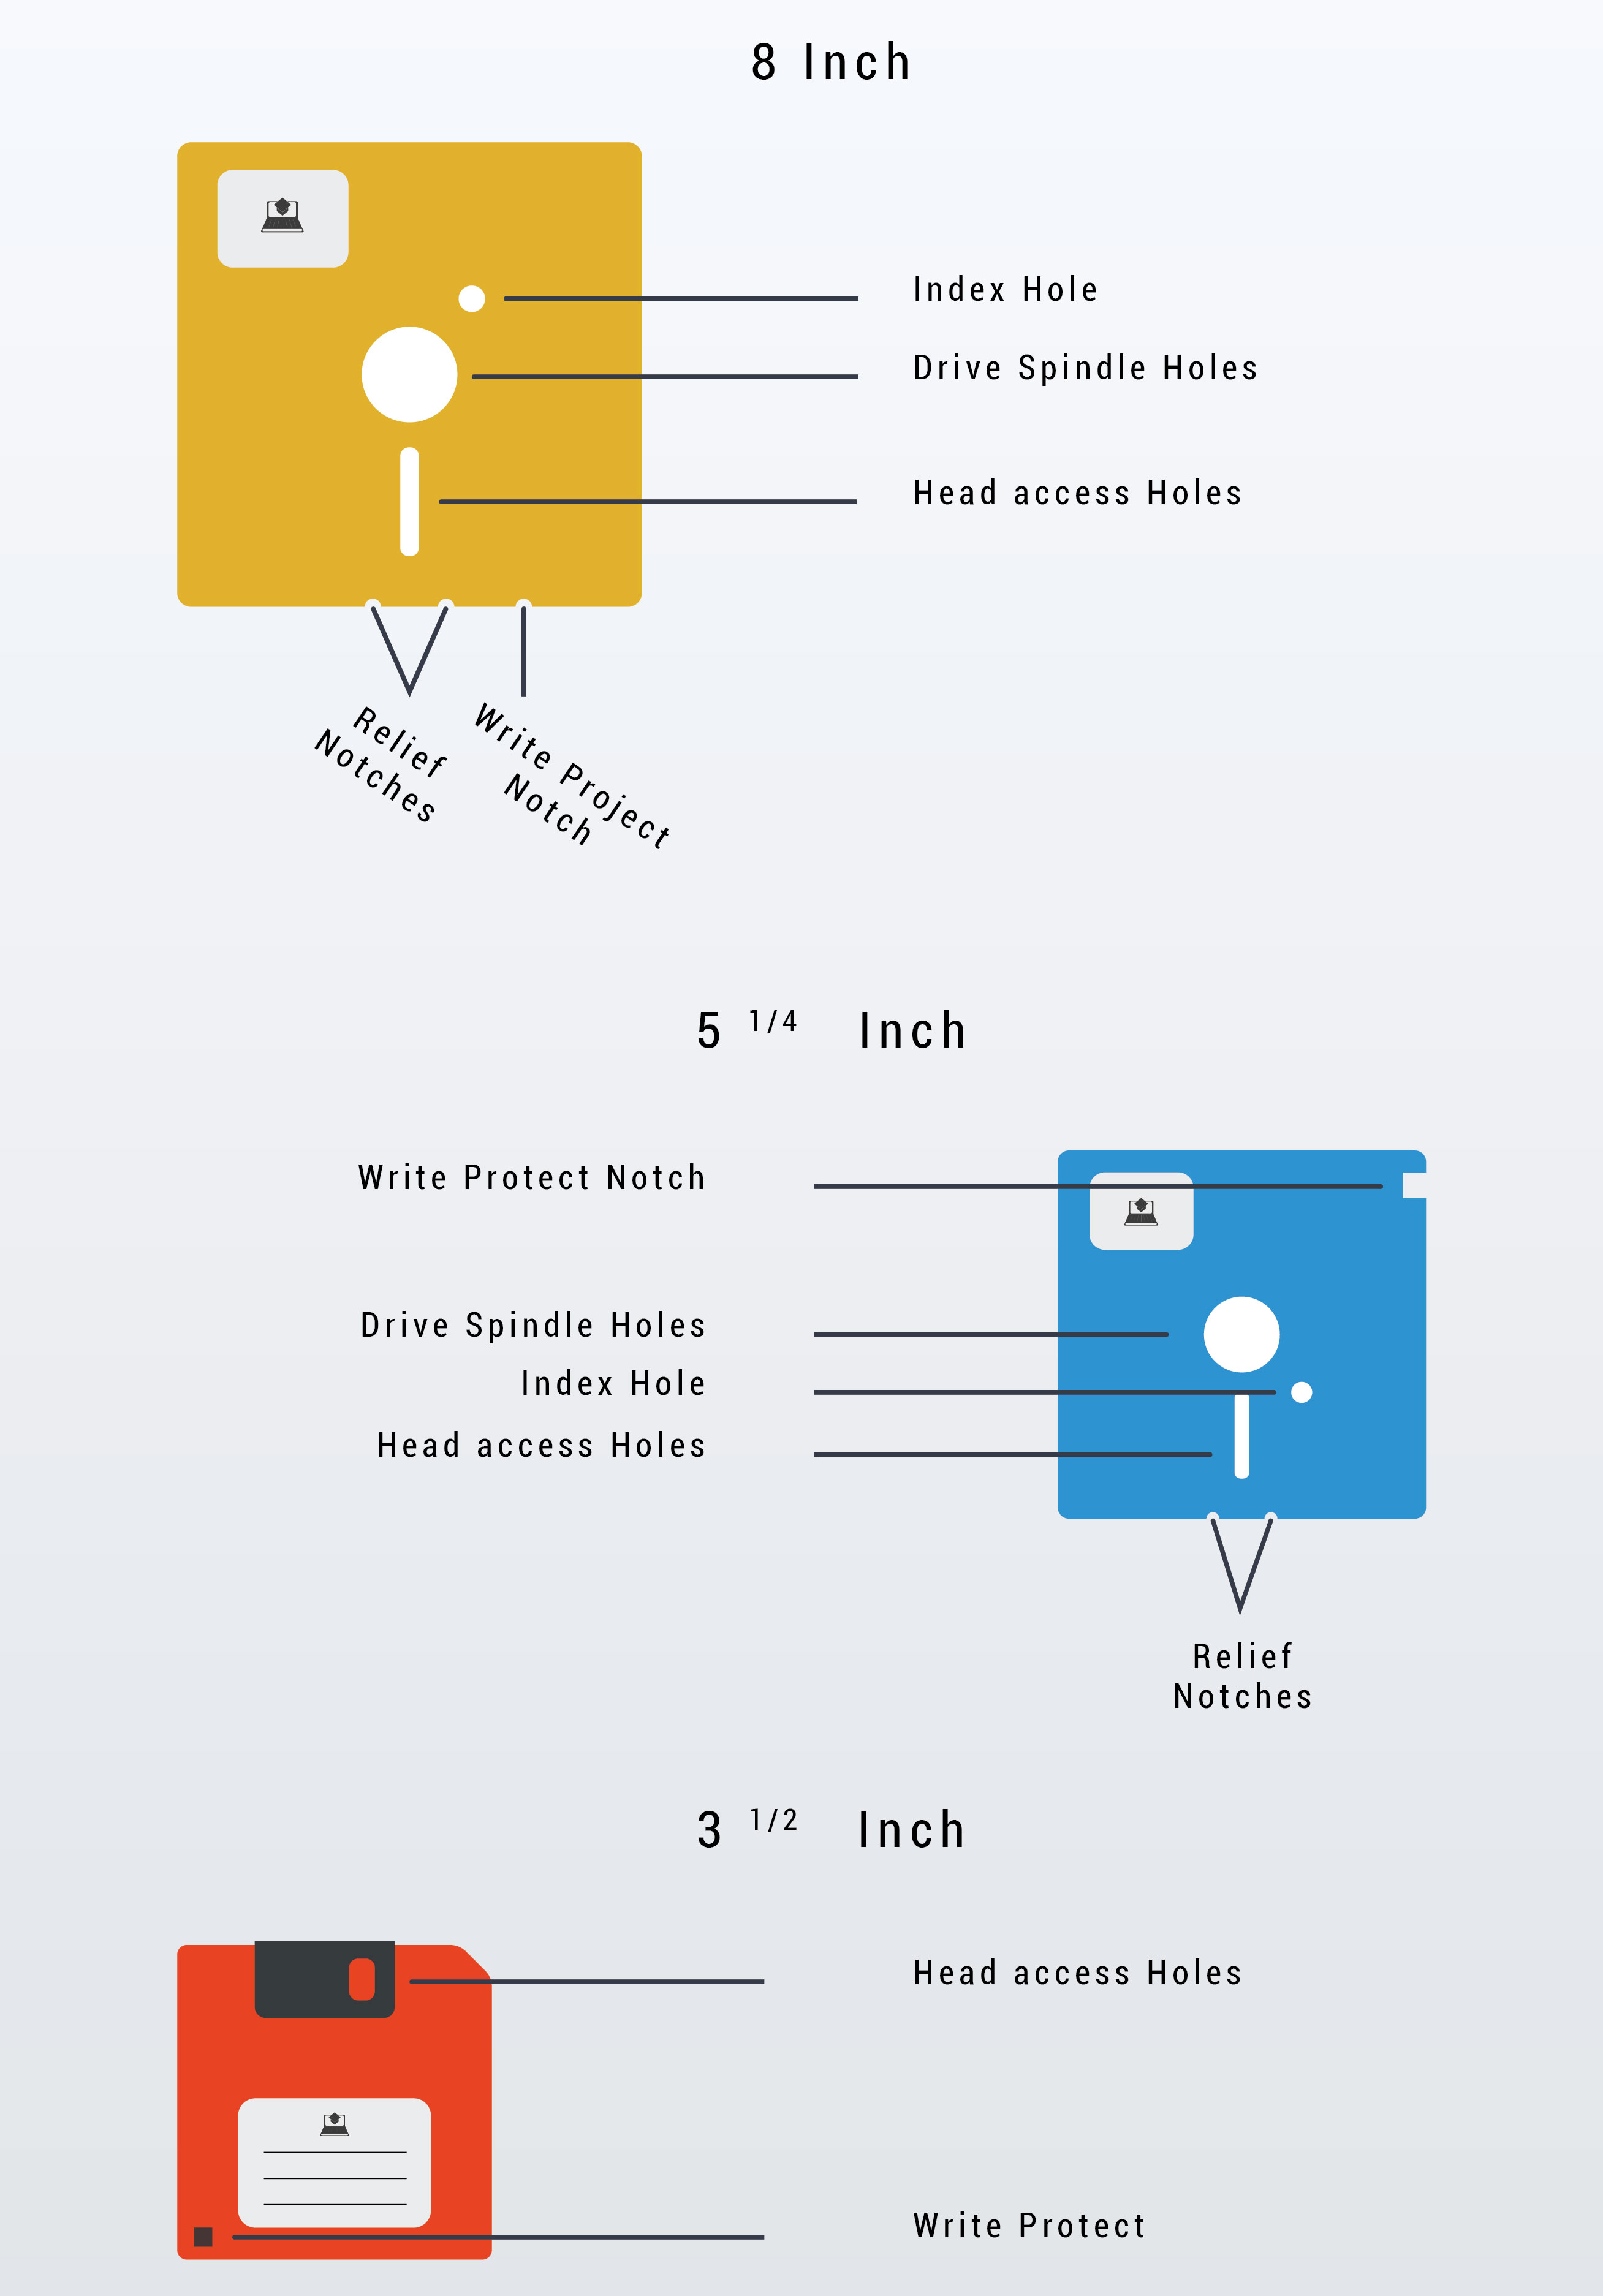 8 Inch
Index Hole
Drive Spindle Holes
Head access Holes
Relief
Notches
Write Project
Notch
5 1/4 Inch
Write Protect Notch
Drive Spindle Holes
Index Hole
Head access Holes
Relief
Notches
3 1/2 Inch
Head access Holes
Write Protect